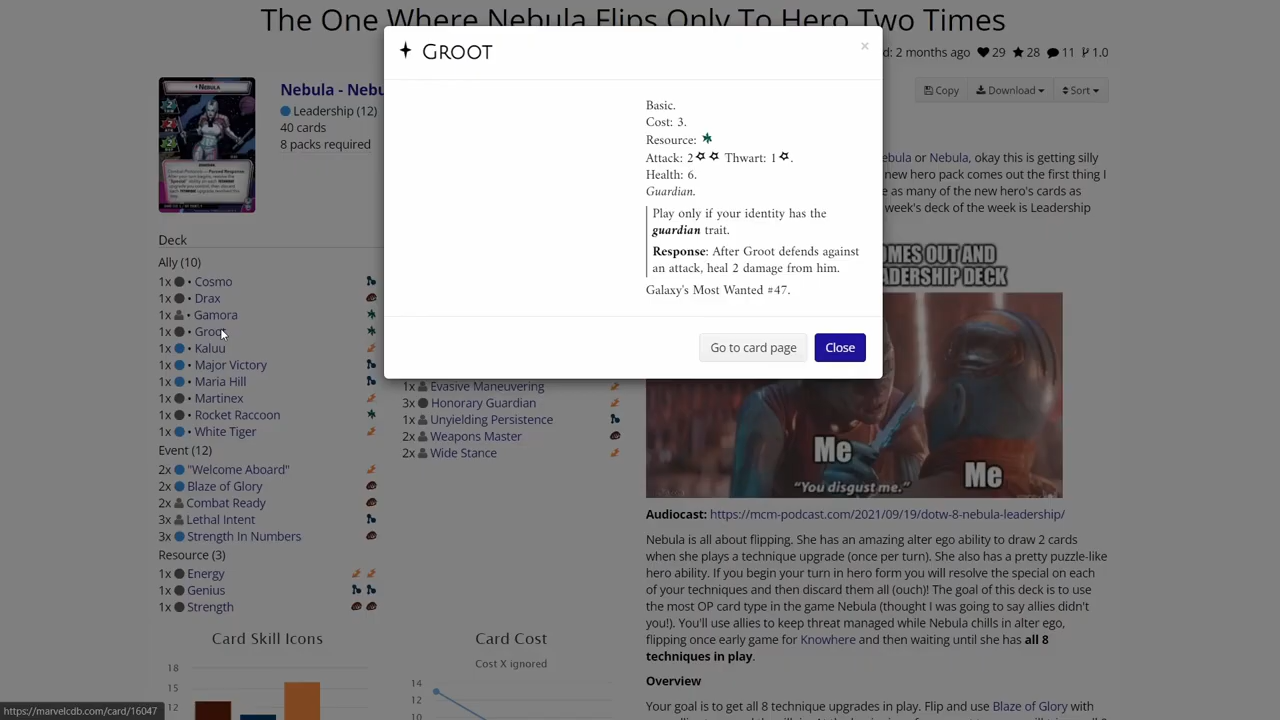 The One Where Nebula Flips Only To Hero Two Times
GROOT
×
Basic.
Cost: 3.
Resource:
Attack: 2 Thwart: 1 .
Health: 6.
Guardian.
Play only if your identity has the
guardian trait.
Response: After Groot defends against
an attack, heal 2 damage from him.
Galaxy's Most Wanted #47.
Go to card page
Close
d: 2 months ago 29 28 11 1.0
Copy Download Sort
NEBULA
Nebula - Nebu
Leadership (12)
40 cards
8 packs required
Deck
Ally (10)
1x • Cosmo
1x • Drax
1x • Gamora
1x • Groot
1x • Kaluu
1x • Major Victory
1x • Maria Hill
1x • Martinex
1x • Rocket Raccoon
1x • White Tiger
Event (12)
2x "Welcome Aboard"
2x Blaze of Glory
2x Combat Ready
3x Lethal Intent
3x Strength In Numbers
Resource (3)
1x Energy
1x Genius
1x Strength
1x Evasive Maneuvering
3x Honorary Guardian
1x Unyielding Persistence
2x Weapons Master
2x Wide Stance
Card Skill Icons
18
15
12
Card Cost
Cost X ignored
14
12
10
ebula or Nebula, okay this is getting silly
new hero pack comes out the first thing I
e as many of the new hero's cards as
week's deck of the week is Leadership
OMES OUT AND
ADERSHIP DECK
Me
Me
"You disgust me."
Audiocast: https://mcm-podcast.com/2021/09/19/dotw-8-nebula-leadership/
Nebula is all about flipping. She has an amazing alter ego ability to draw 2 cards
when she plays a technique upgrade (once per turn). She also has a pretty puzzle-like
hero ability. If you begin your turn in hero form you will resolve the special on each
of your techniques and then discard them all (ouch)! The goal of this deck is to use
the most OP card type in the game Nebula (thought I was going to say allies didn't
you!). You'll use allies to keep threat managed while Nebula chills in alter ego,
flipping once early game for Knowhere and then waiting until she has all 8
techniques in play.
Overview
Your goal is to get all 8 technique upgrades in play. Flip and use Blaze of Glory with
https://marvelcdb.com/card/16047